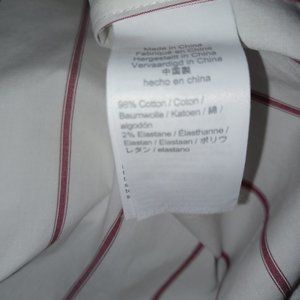 Made in China
Fabriqué en China
Hergestellt in China
Vervaardigd in China
中国製
hecho en china
98% Cotton / Coton /
Baumwolle / Katoen / 綿 /
algodón
2% Elastane / Élasthanne /
Elastan / Elastaan / ポリウ
レタン / elastano